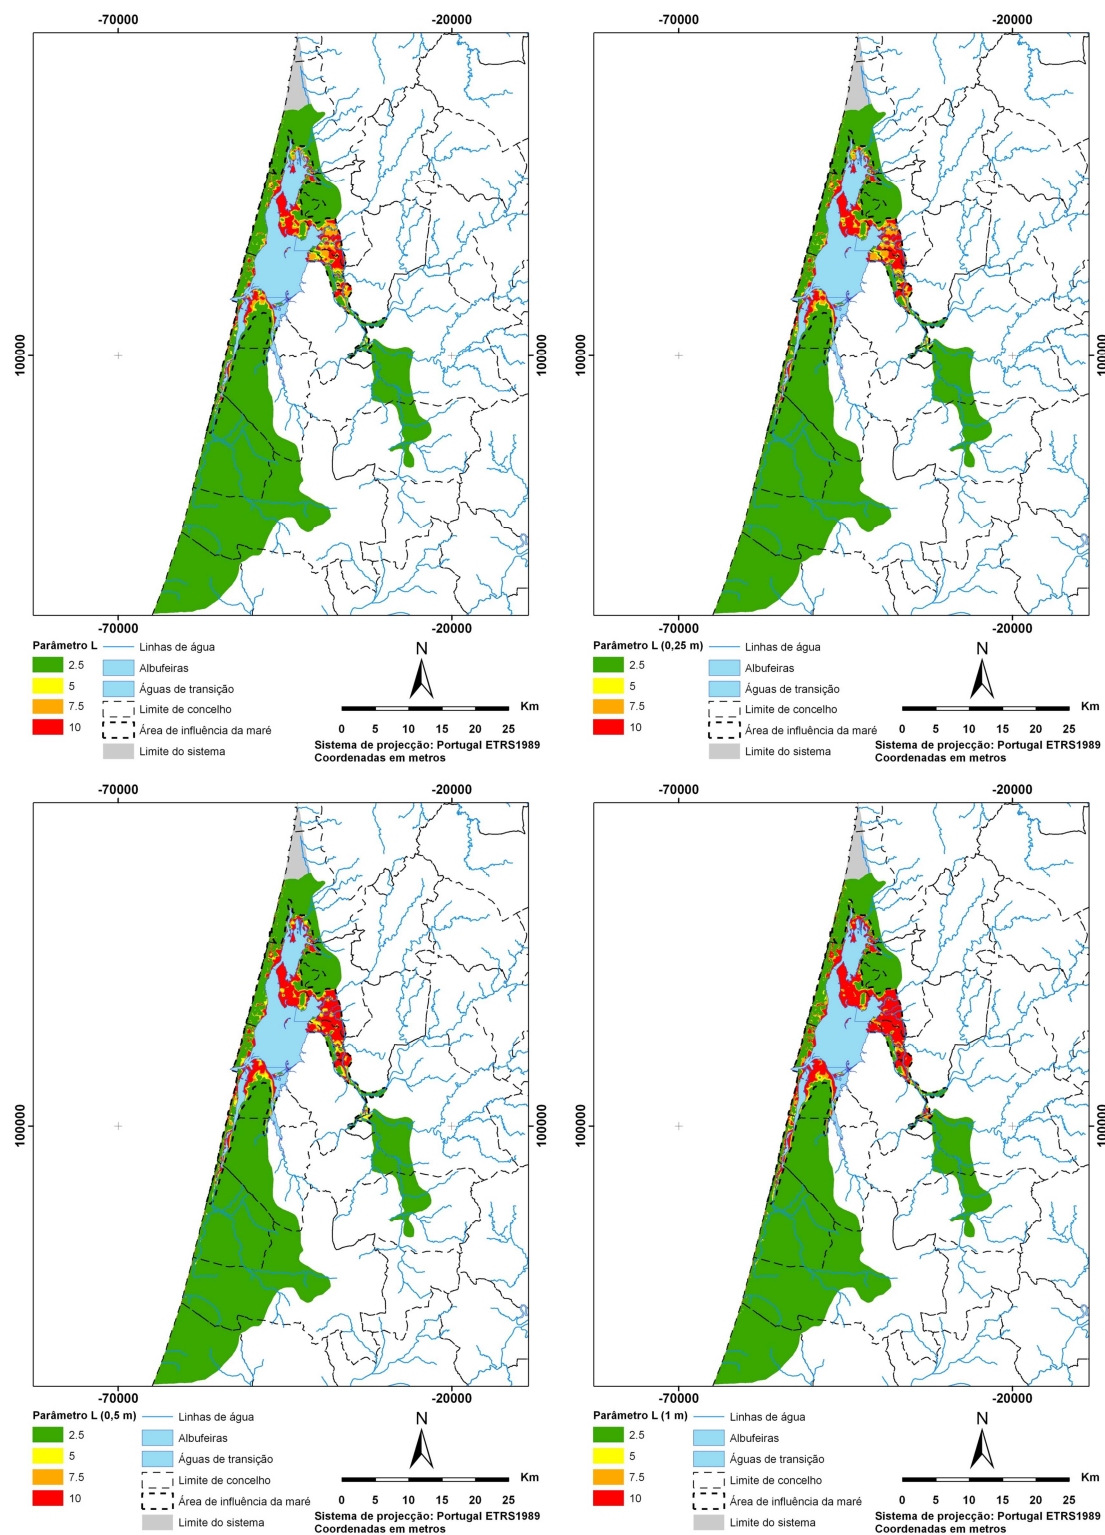 -70000 -20000 -70000 -20000
100000 100000 100000 100000
-70000 -20000 -70000 -20000
Parâmetro L
2.5
5
7.5
10
Linhas de água
Albufeiras
Águas de transição
Limite de concelho
Área de influência da maré
Limite do sistema
N
Km
0 5 10 15 20 25
Sistema de projecção: Portugal ETRS1989
Coordenadas em metros
Parâmetro L (0,25 m)
2.5
5
7.5
10
Linhas de água
Albufeiras
Águas de transição
Limite de concelho
Área de influência da maré
Limite do sistema
N
Km
0 5 10 15 20 25
Sistema de projecção: Portugal ETRS1989
Coordenadas em metros
-70000 -20000 -70000 -20000
100000 100000 100000 100000
-70000 -20000 -70000 -20000
Parâmetro L (0,5 m)
2.5
5
7.5
10
Linhas de água
Albufeiras
Águas de transição
Limite de concelho
Área de influência da maré
Limite do sistema
N
Km
0 5 10 15 20 25
Sistema de projecção: Portugal ETRS1989
Coordenadas em metros
Parâmetro L (1 m)
2.5
5
7.5
10
Linhas de água
Albufeiras
Águas de transição
Limite de concelho
Área de influência da maré
Limite do sistema
N
Km
0 5 10 15 20 25
Sistema de projecção: Portugal ETRS1989
Coordenadas em metros